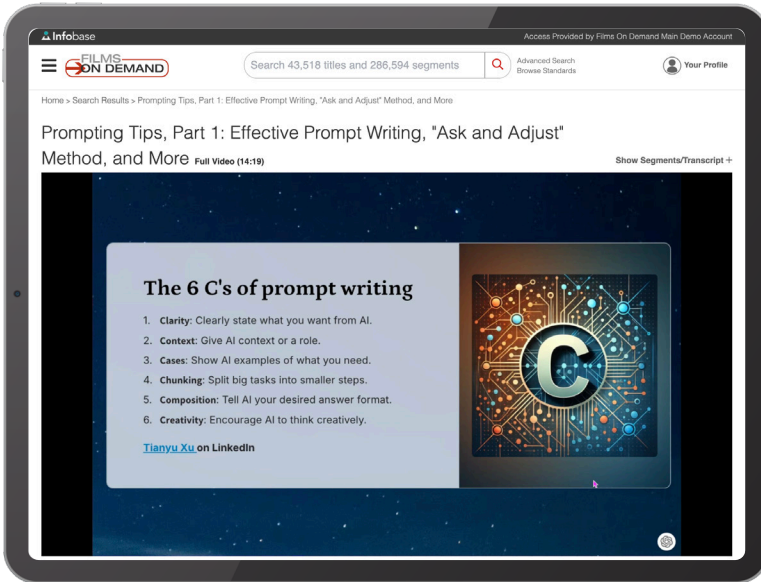 Infobase
Access Provided by Films On Demand Main Demo Account
FILMS
ON DEMAND
Search 43,518 titles and 286,594 segments
Advanced Search
Browse Standards
Your Profile
Home > Search Results > Prompting Tips, Part 1: Effective Prompt Writing, "Ask and Adjust" Method, and More
Prompting Tips, Part 1: Effective Prompt Writing, "Ask and Adjust"
Method, and More Full Video (14:19)
Show Segments/Transcript +
The 6 C's of prompt writing
1. Clarity: Clearly state what you want from AI.
2. Context: Give AI context or a role.
3. Cases: Show AI examples of what you need.
4. Chunking: Split big tasks into smaller steps.
5. Composition: Tell AI your desired answer format.
6. Creativity: Encourage AI to think creatively.
Tianyu Xu on LinkedIn
C